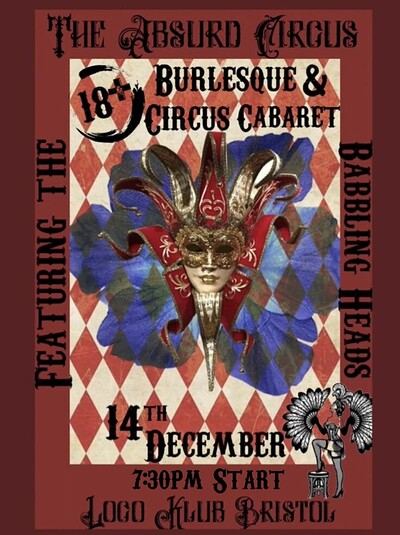 The Absurd Circus
18+
Burlesque &
Circus Cabaret
Featuring the
Babbling Heads
14TH
December
7:30pm Start
Loco Klub Bristol